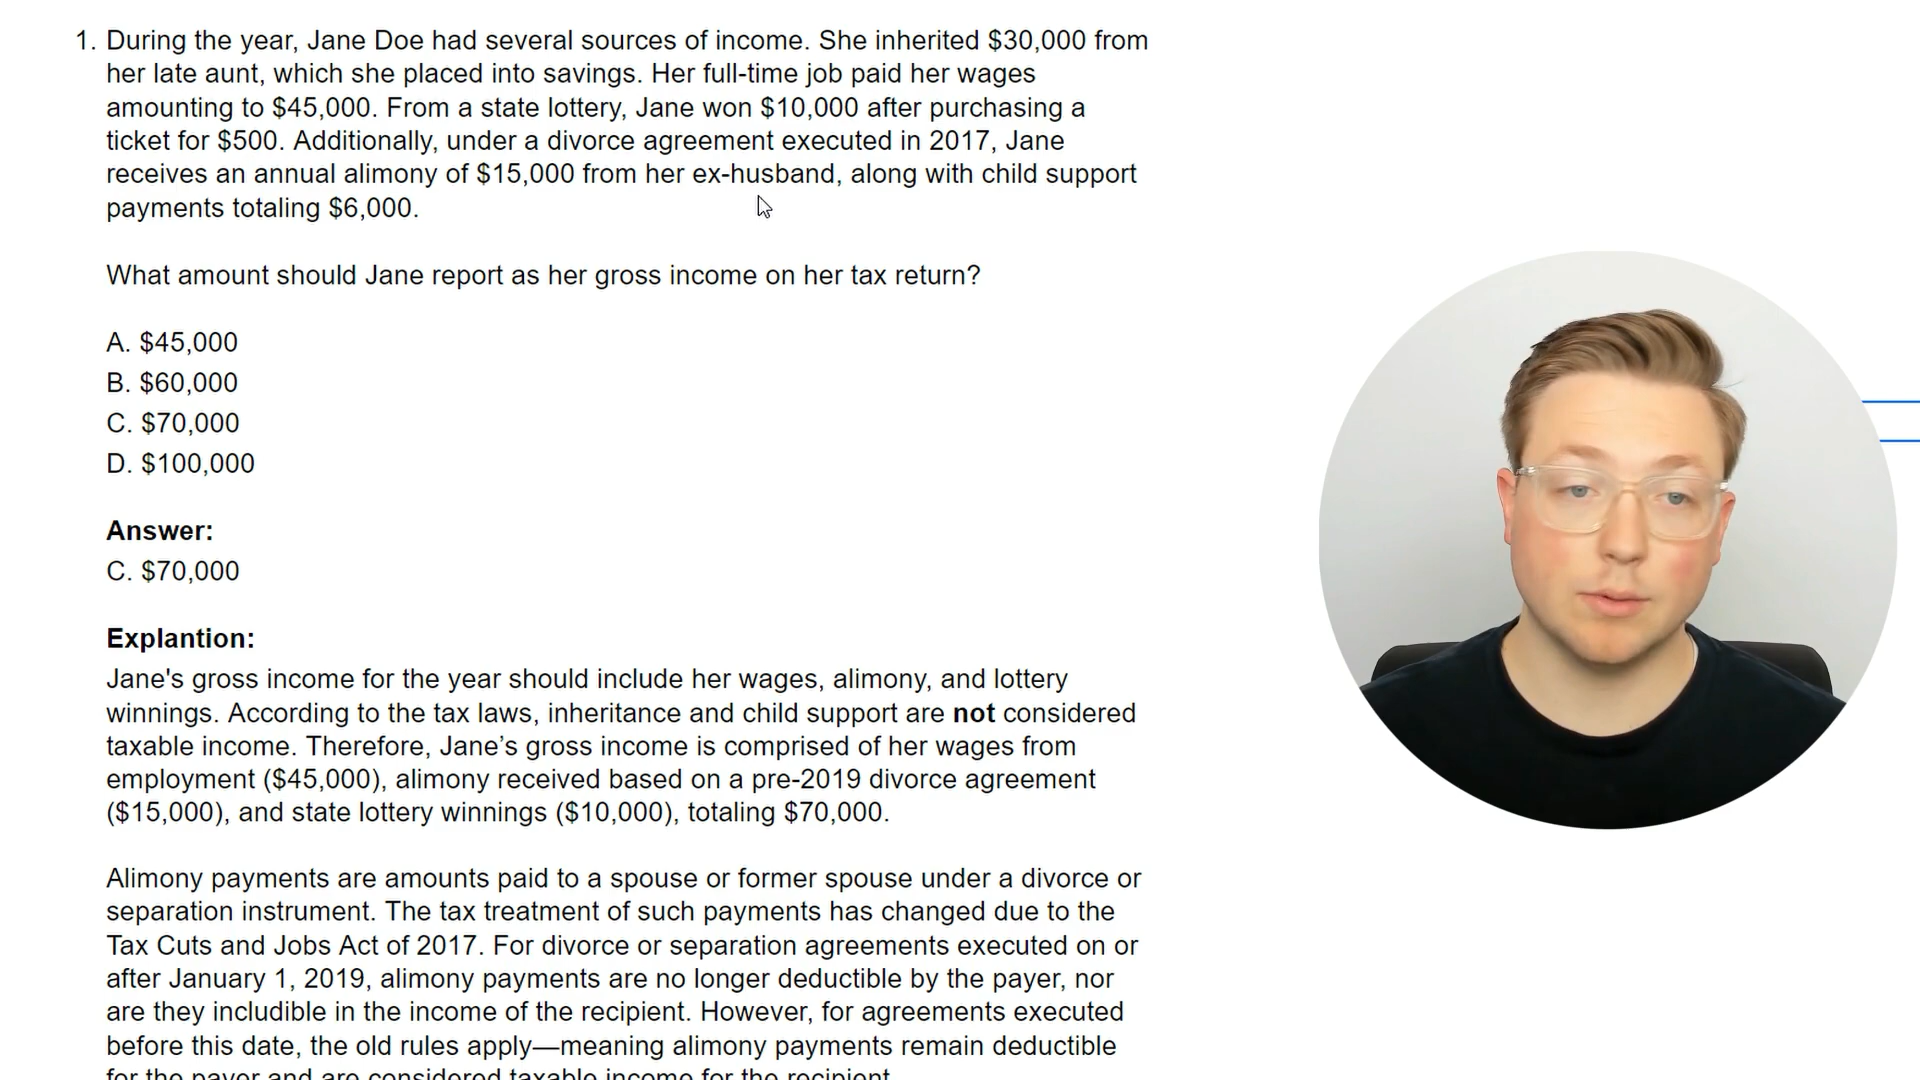 1. During the year, Jane Doe had several sources of income. She inherited $30,000 from
her late aunt, which she placed into savings. Her full-time job paid her wages
amounting to $45,000. From a state lottery, Jane won $10,000 after purchasing a
ticket for $500. Additionally, under a divorce agreement executed in 2017, Jane
receives an annual alimony of $15,000 from her ex-husband, along with child support
payments totaling $6,000.
What amount should Jane report as her gross income on her tax return?
A. $45,000
B. $60,000
C. $70,000
D. $100,000
Answer:
C. $70,000
Explantion:
Jane's gross income for the year should include her wages, alimony, and lottery
winnings. According to the tax laws, inheritance and child support are not considered
taxable income. Therefore, Jane’s gross income is comprised of her wages from
employment ($45,000), alimony received based on a pre-2019 divorce agreement
($15,000), and state lottery winnings ($10,000), totaling $70,000.
Alimony payments are amounts paid to a spouse or former spouse under a divorce or
separation instrument. The tax treatment of such payments has changed due to the
Tax Cuts and Jobs Act of 2017. For divorce or separation agreements executed on or
after January 1, 2019, alimony payments are no longer deductible by the payer, nor
are they includible in the income of the recipient. However, for agreements executed
before this date, the old rules apply—meaning alimony payments remain deductible
for the payer and are considered taxable income for the recipient.